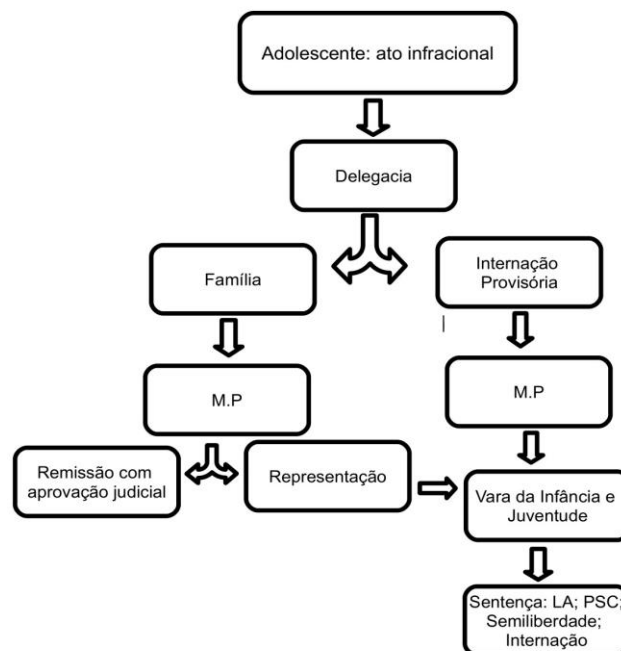 Adolescente: ato infracional
Delegacia
Família
Internação
Provisória
M.P
M.P
Remissão com
aprovação judicial
Representação
Vara da Infância e
Juventude
Sentença: LA; PSC;
Semiliberdade;
Internação